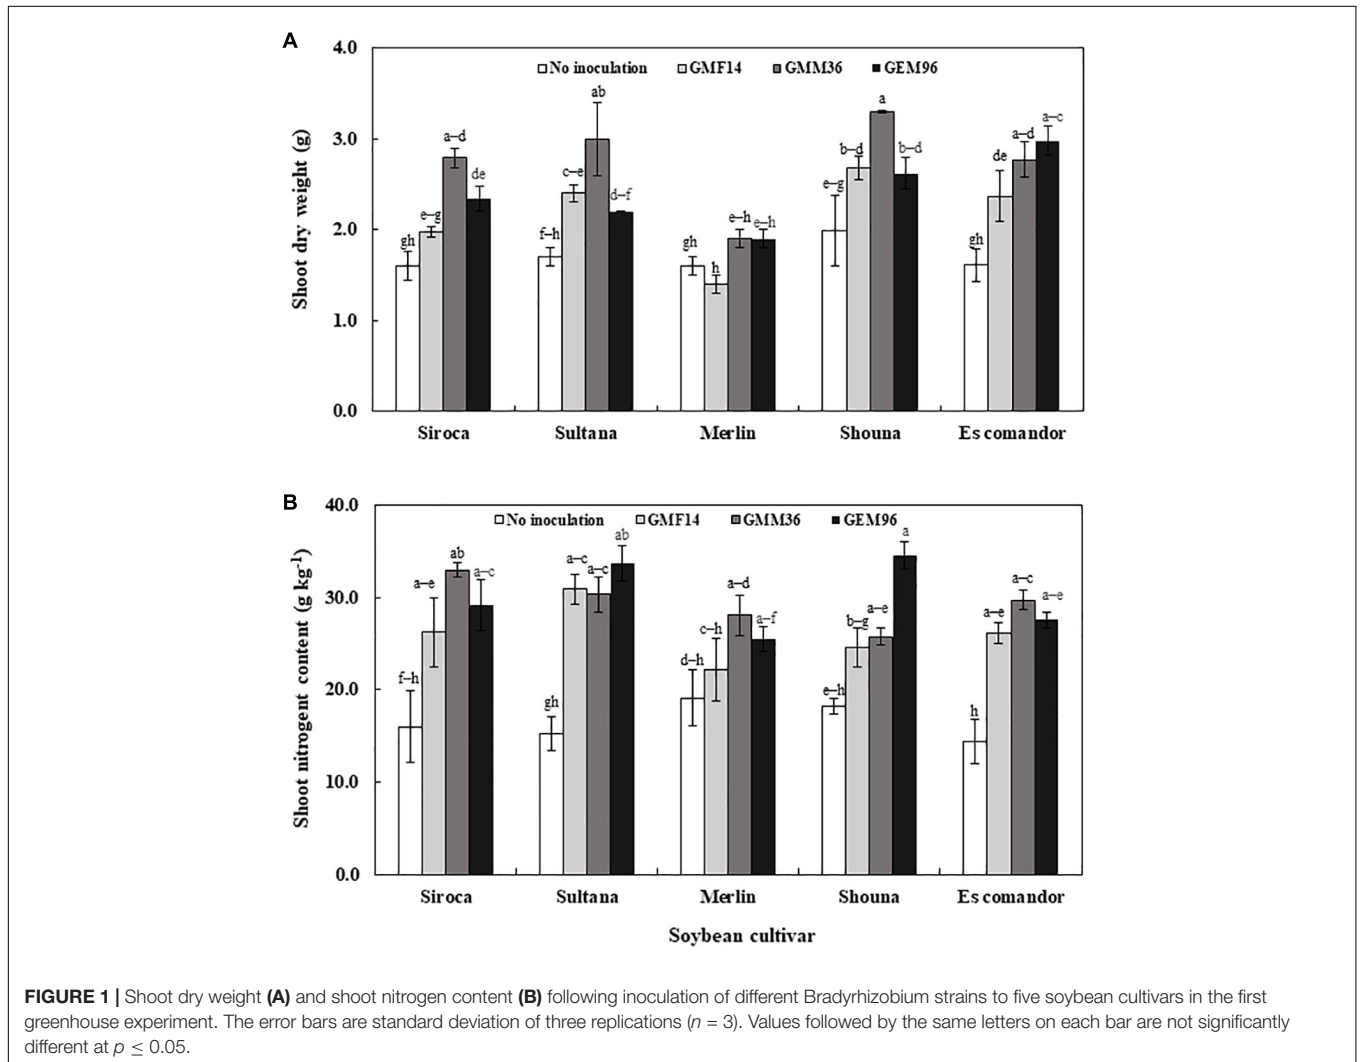 A
4.0
No inoculation GMF14 GMM36 GEM96
3.0
2.0
1.0
0.0
Shoot dry weight (g)
gh e–g a–d de
f–h c–e ab d–f
gh h e–h e–h
e–g b–d a b–d
gh de a–d a–c
Siroca Sultana Merlin Shouna Escomandor
B
40.0
No inoculation GMF14 GMM36 GEM96
30.0
20.0
10.0
0.0
Shoot nitrogent content (g kg-1)
f–h a–e ab a–c
gh a–c a–c ab
d–h c–h a–d a–f
e–h b–g a–e a
h a–e a–c a–e
Siroca Sultana Merlin Shouna Escomandor
Soybean cultivar
FIGURE 1 | Shoot dry weight (A) and shoot nitrogen content (B) following inoculation of different Bradyrhizobium strains to five soybean cultivars in the first
greenhouse experiment. The error bars are standard deviation of three replications (n = 3). Values followed by the same letters on each bar are not significantly
different at p ≤ 0.05.